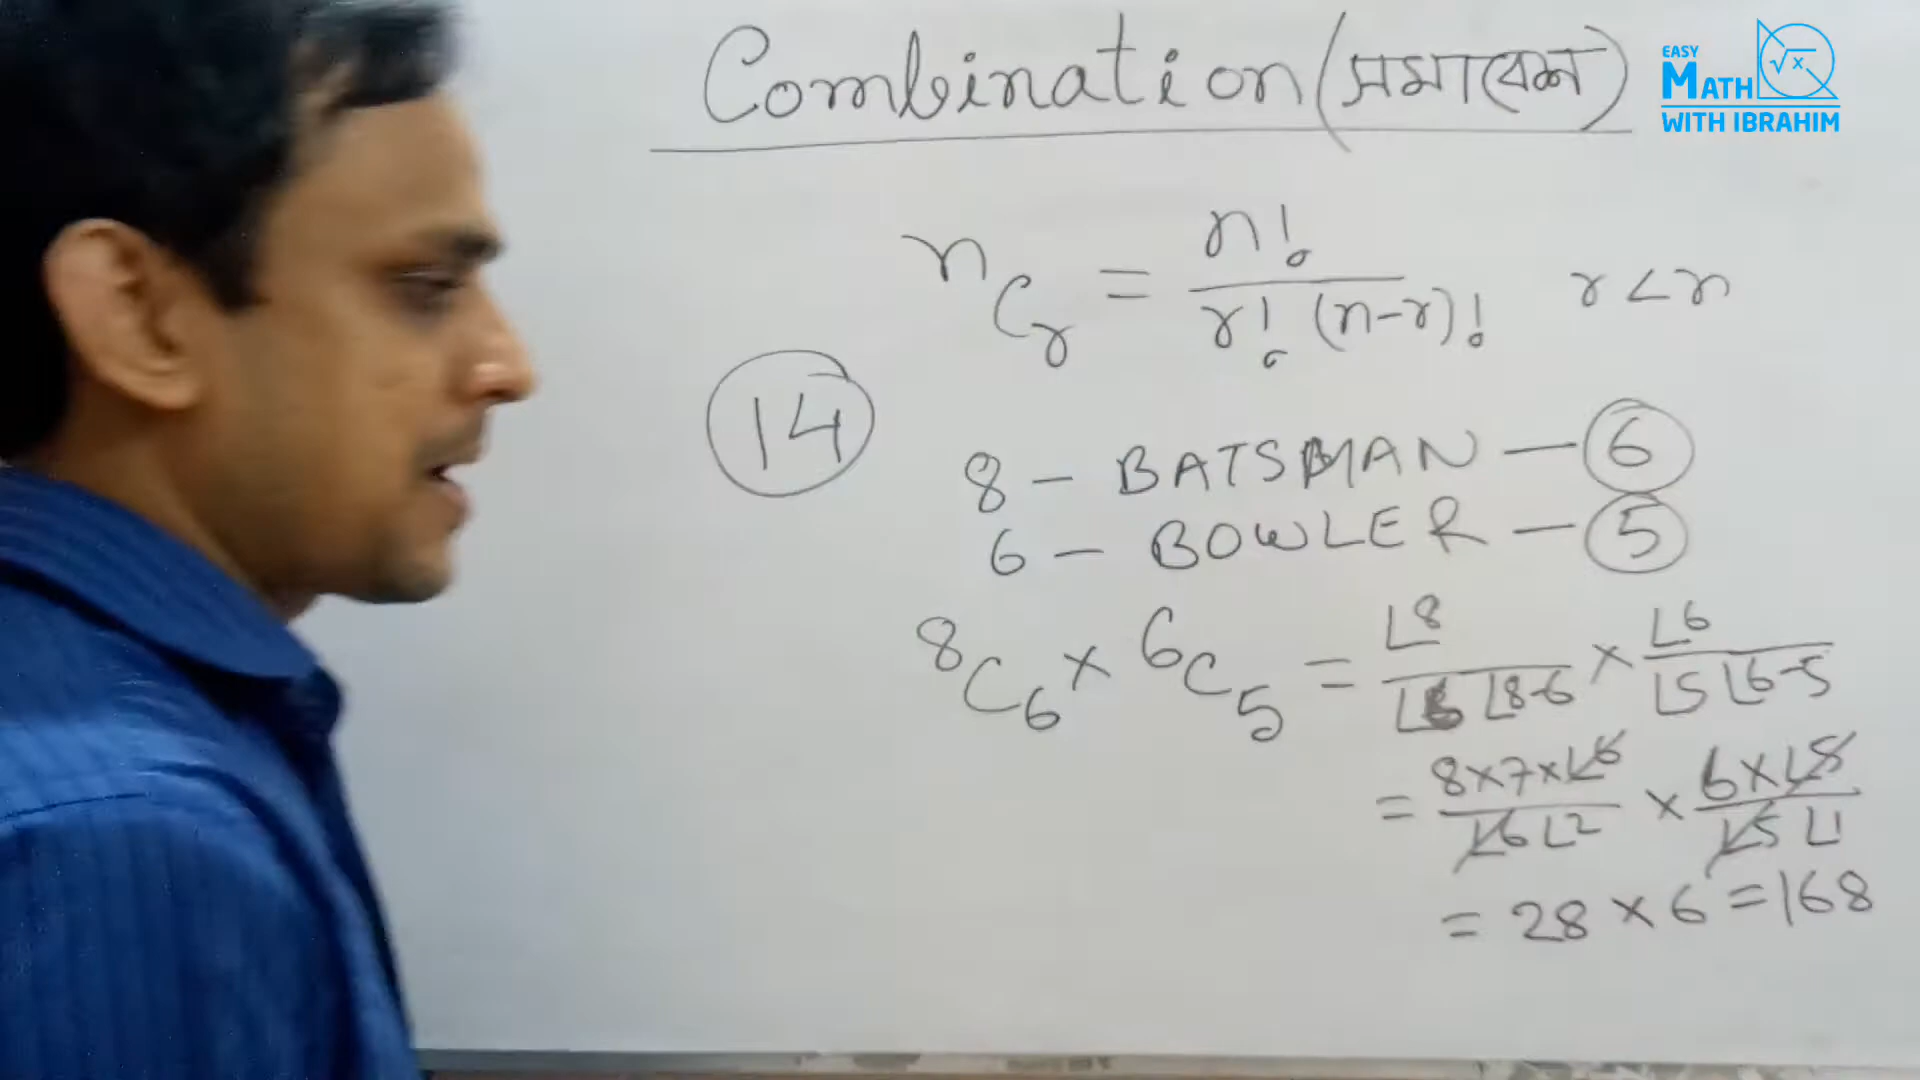 Combination (সমাবেশ)
EASY
MATH √x
WITH IBRAHIM
nCr = n! / r! (n-r)! r < n
14
8 - BATSMAN - 6
6 - BOWLER - 5
8C6 × 6C5 = ∟8 / ∟6 ∟8-6 × ∟6 / ∟5 ∟6-5
= 8×7×∟6 / ∟6 ∟2 × 6×∟5 / ∟5 ∟1
= 28 × 6 = 168